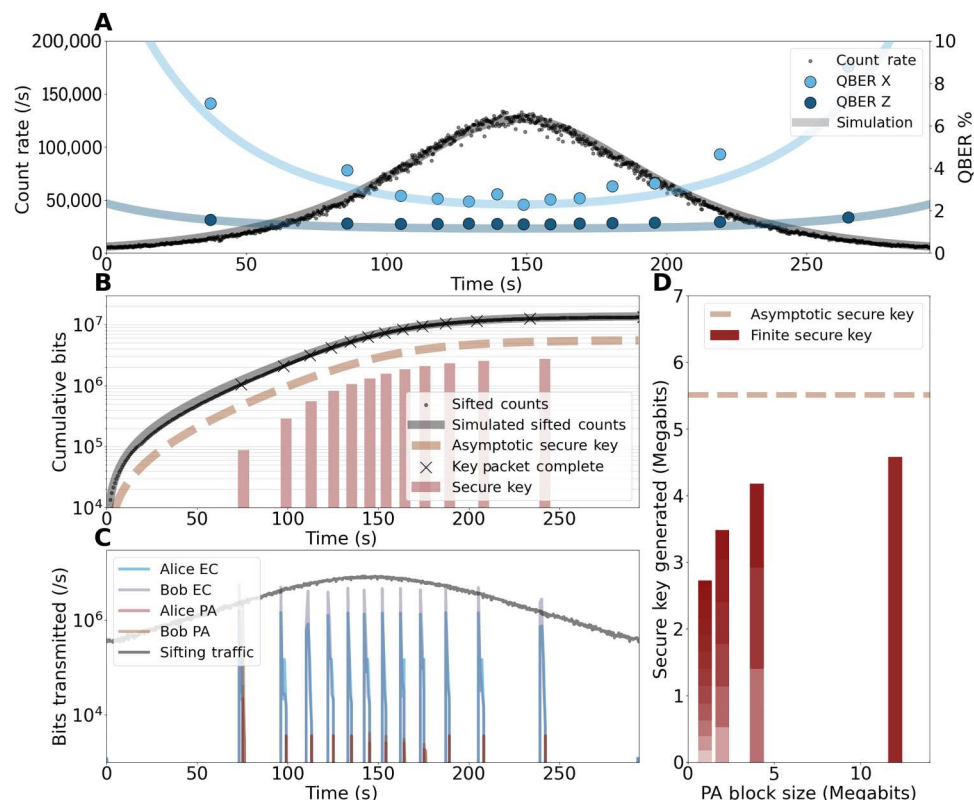 A
200,000
150,000
100,000
50,000
0
Count rate (/s)
10
8
6
4
2
0
QBER %
Count rate
QBER X
QBER Z
Simulation
0
50
100
150
200
250
Time (s)
B
10⁷
10⁶
10⁵
10⁴
Cumulative bits
Sifted counts
Simulated sifted counts
Asymptotic secure key
Key packet complete
Secure key
0
50
100
150
200
250
Time (s)
C
10⁶
10⁴
Bits transmitted (/s)
Alice EC
Bob EC
Alice PA
Bob PA
Sifting traffic
0
50
100
150
200
250
Time (s)
D
7
6
5
4
3
2
1
0
Secure key generated (Megabits)
Asymptotic secure key
Finite secure key
0
5
10
PA block size (Megabits)